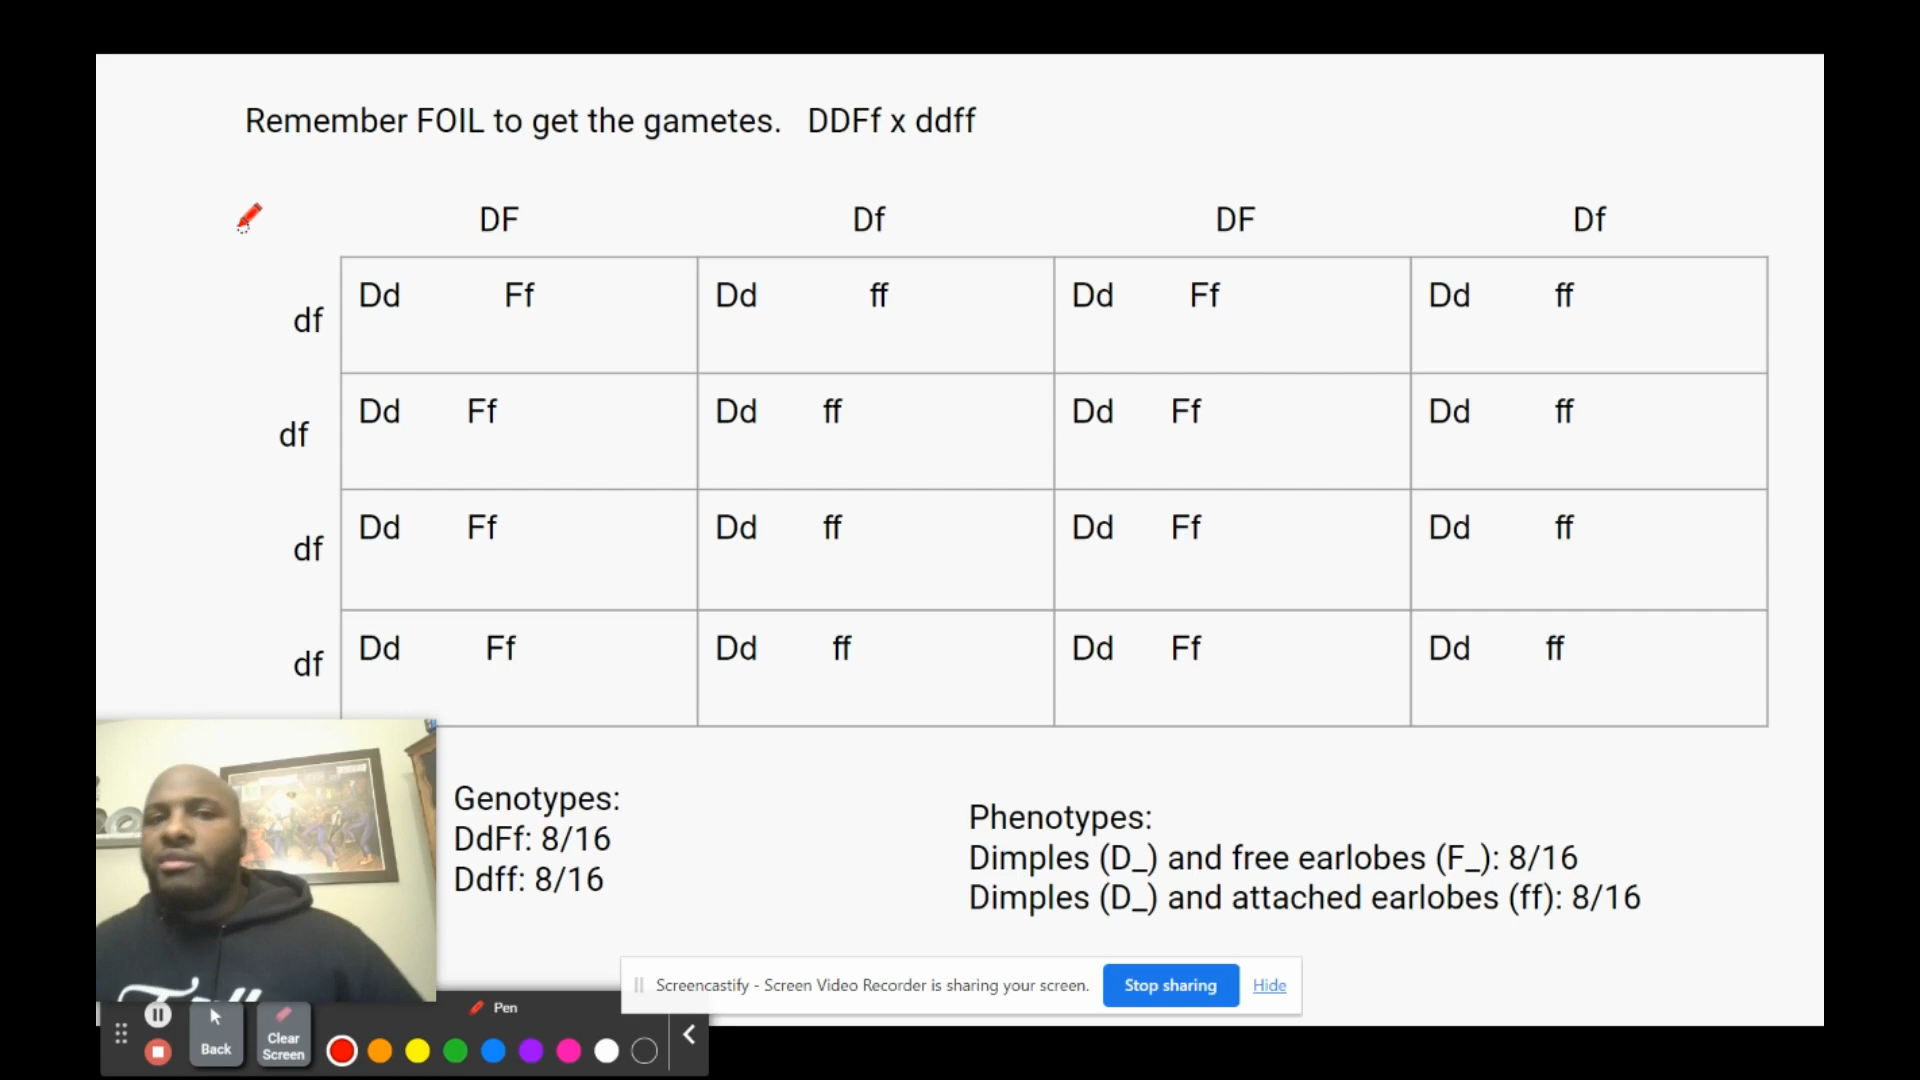 Remember FOIL to get the gametes. DDFf x ddff
DF Df DF Df
df Dd Ff Dd ff Dd Ff Dd ff
df Dd Ff Dd ff Dd Ff Dd ff
df Dd Ff Dd ff Dd Ff Dd ff
df Dd Ff Dd ff Dd Ff Dd ff
Genotypes:
DdFf: 8/16
Ddff: 8/16
Phenotypes:
Dimples (D_) and free earlobes (F_): 8/16
Dimples (D_) and attached earlobes (ff): 8/16
Screencastify - Screen Video Recorder is sharing your screen. Stop sharing Hide
Pen
Back
Clear
Screen